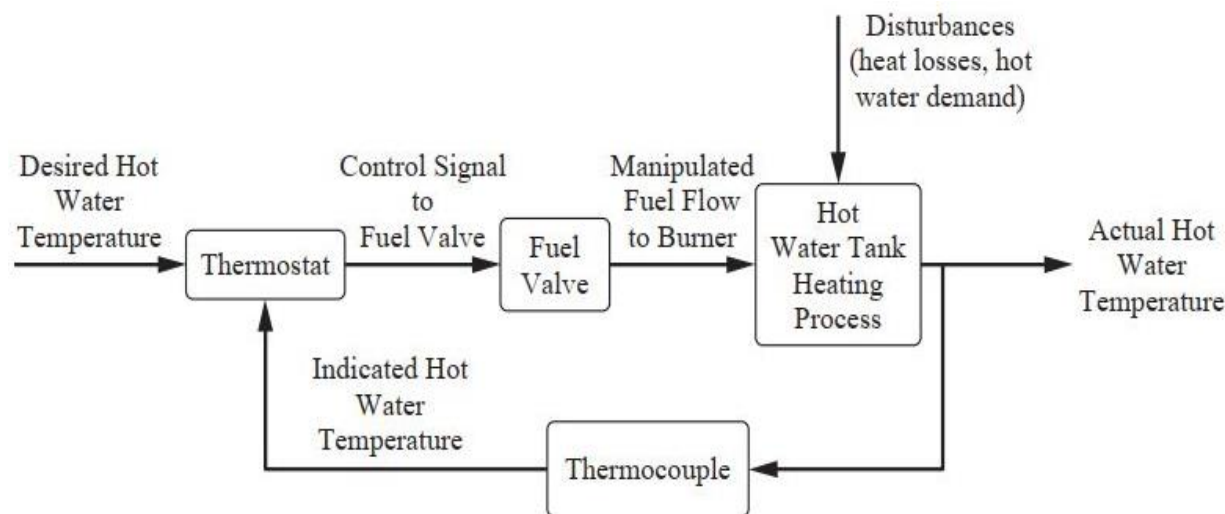 Disturbances
(heat losses, hot
water demand)
Desired Hot
Water
Temperature
Control Signal
to
Fuel Valve
Manipulated
Fuel Flow
to Burner
Hot
Water Tank
Heating
Process
Actual Hot
Water
Temperature
Thermostat
Fuel
Valve
Indicated Hot
Water
Temperature
Thermocouple